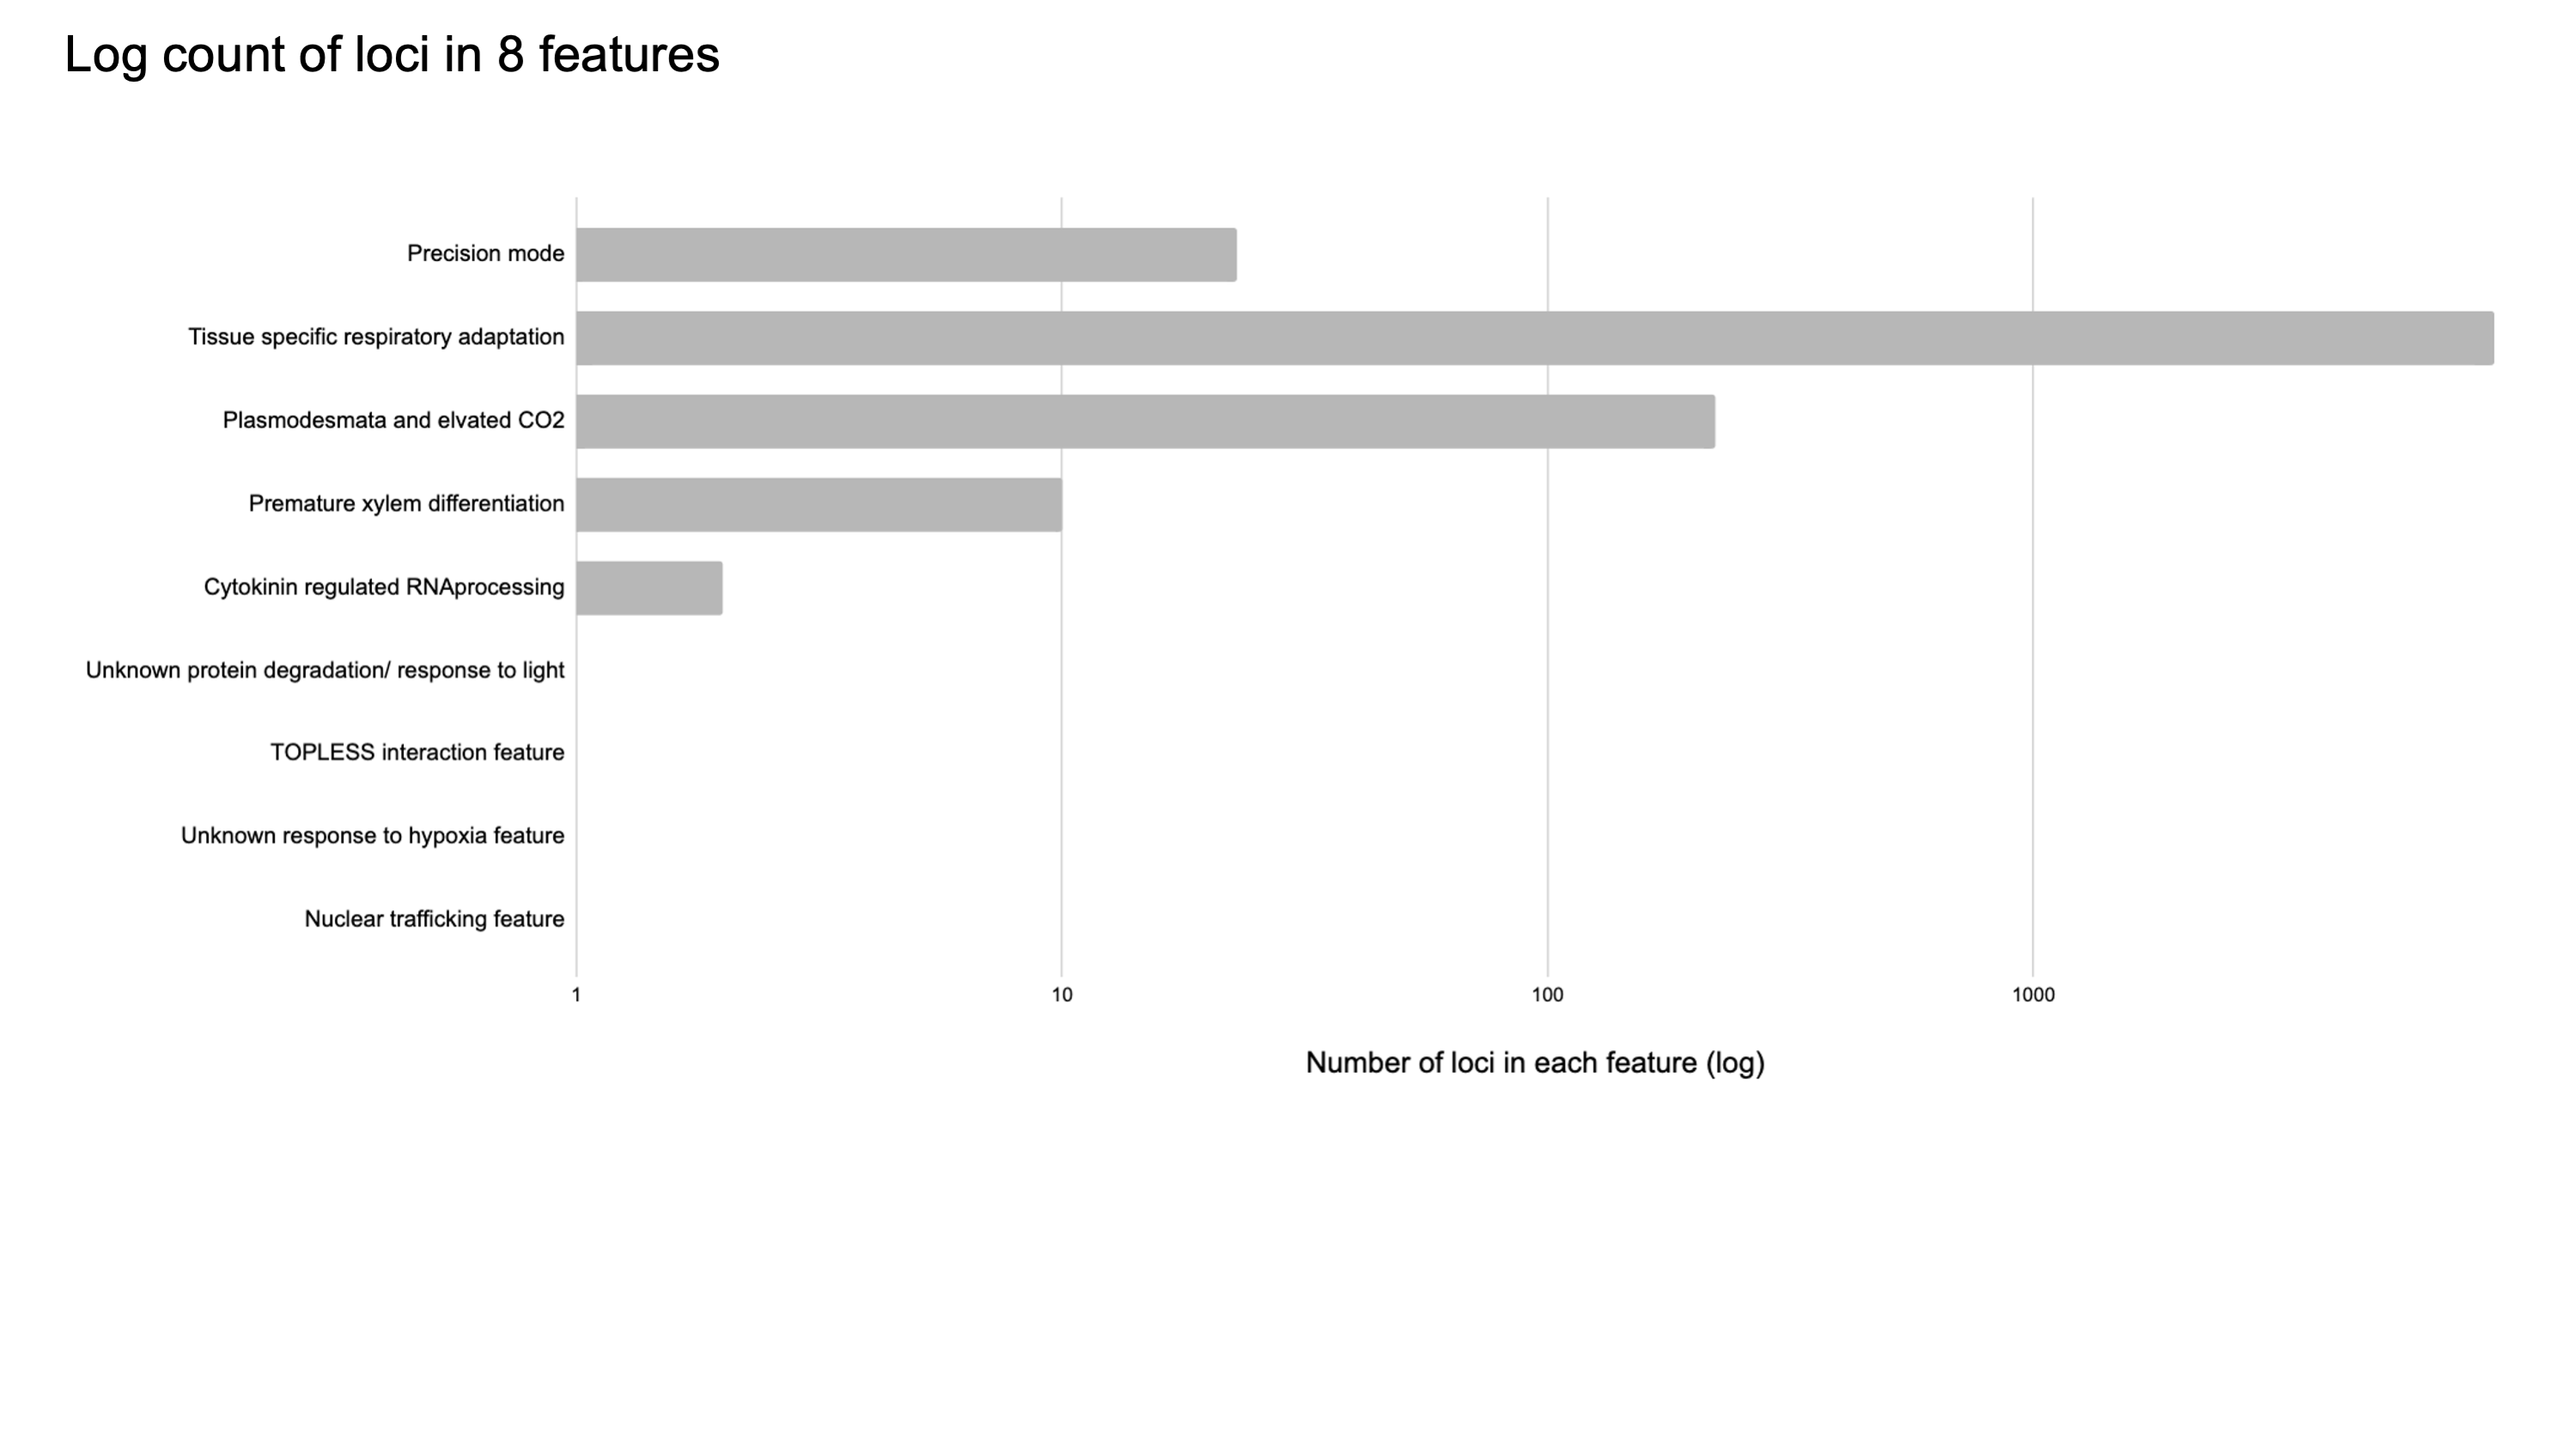 Log count of loci in 8 features
Precision mode
Tissue specific respiratory adaptation
Plasmodesmata and elvated CO2
Premature xylem differentiation
Cytokinin regulated RNAprocessing
Unknown protein degradation/ response to light
TOPLESS interaction feature
Unknown response to hypoxia feature
Nuclear trafficking feature
1 10 100 1000
Number of loci in each feature (log)